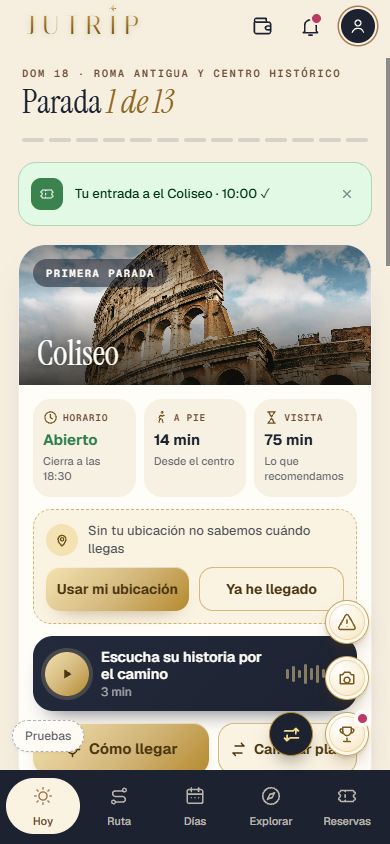 JUTRIP
DOM 18 · ROMA ANTIGUA Y CENTRO HISTÓRICO
Parada 1 de 13
Tu entrada a el Coliseo · 10:00 ✓
PRIMERA PARADA
Coliseo
HORARIO
Abierto
Cierra a las
18:30
A PIE
14 min
Desde el centro
VISITA
75 min
Lo que
recomendamos
Sin tu ubicación no sabemos cuándo
llegas
Usar mi ubicación
Ya he llegado
Escucha su historia por
el camino
3 min
Pruebas
Cómo llegar
Hoy
Ruta
Días
Explorar
Reservas